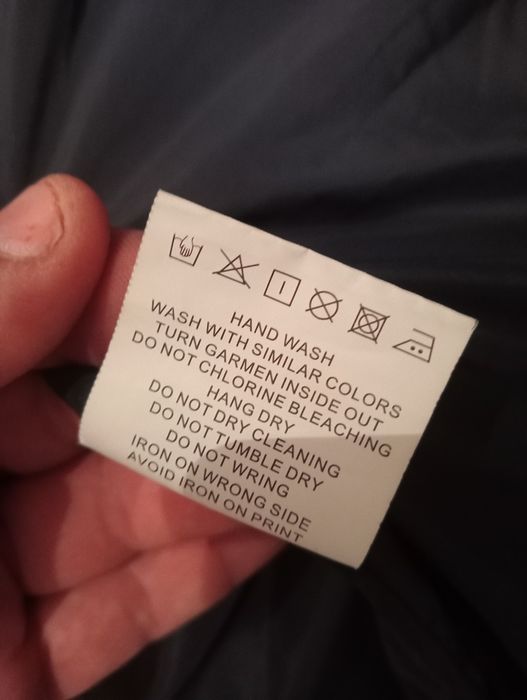 HAND WASH
WASH WITH SIMILAR COLORS
TURN GARMEN INSIDE OUT
DO NOT CHLORINE BLEACHING
HANG DRY
DO NOT DRY CLEANING
DO NOT TUMBLE DRY
DO NOT WRING
IRON ON WRONG SIDE
AVOID IRON ON PRINT